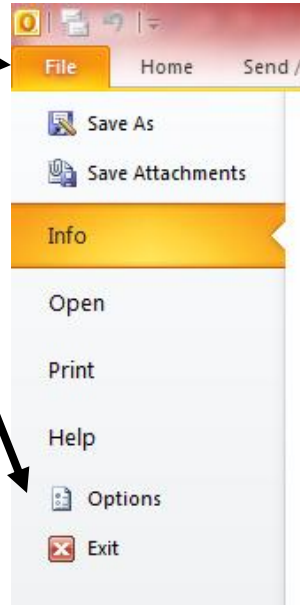 File Home Send /
Save As
Save Attachments
Info
Open
Print
Help
Options
Exit